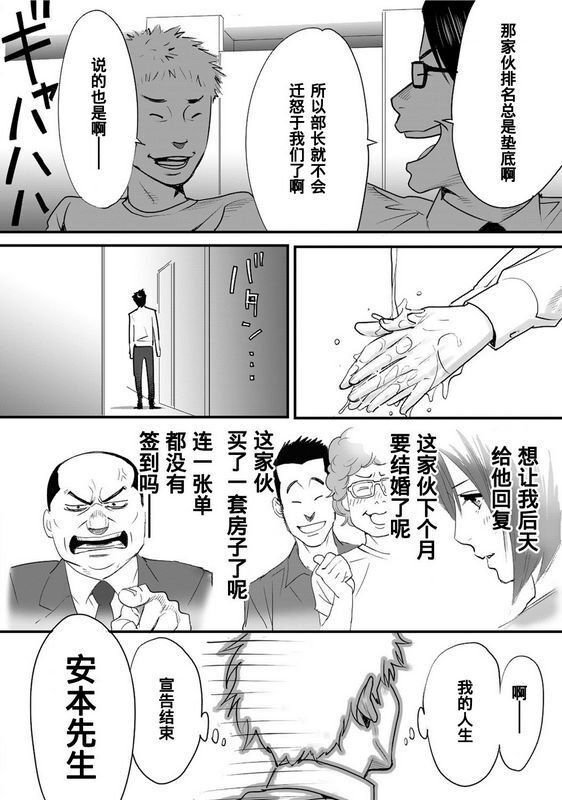 那家伙排名
总是垫底啊
所以部长就不会
迁怒于我们了啊
说的也是啊——
ギャハハハ
バタン…
想让我后天
给他回复
这家伙下个月
要结婚了呢
这家伙
买了一套房子了呢
连一张单
都没有
签到吗
啊——
我的人生
宣告结束
安本先生